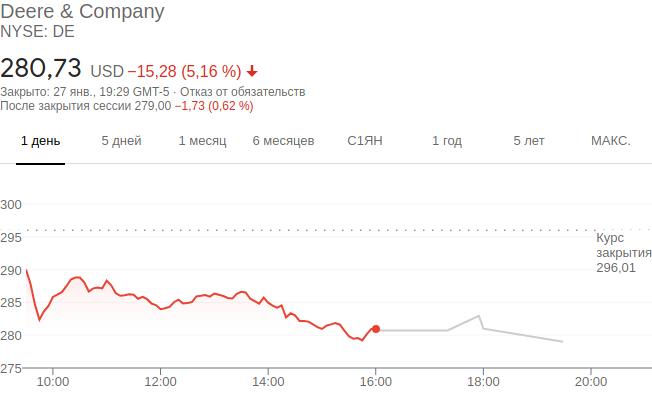 Deere & Company
NYSE: DE
280,73 USD −15,28 (5,16 %)
Закрыто: 27 янв., 19:29 GMT-5 · Отказ от обязательств
После закрытия сессии 279,00 −1,73 (0,62 %)
1 день 5 дней 1 месяц 6 месяцев С1ЯН 1 год 5 лет МАКС.
300
295
Курс
закрытия
296,01
290
285
280
275
10:00 12:00 14:00 16:00 18:00 20:00